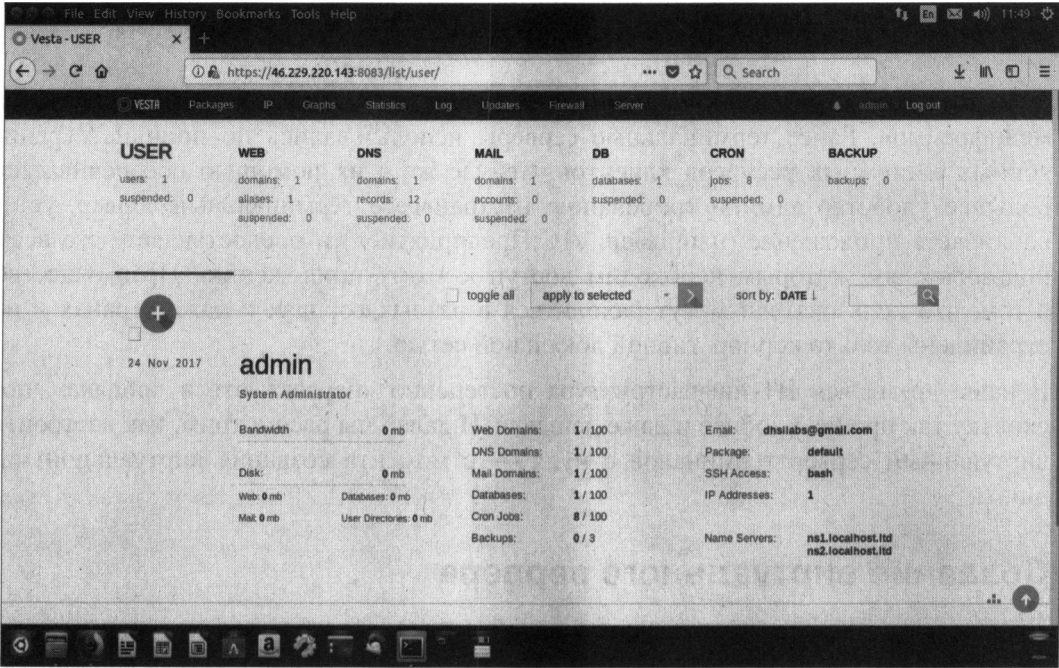 File Edit View History Bookmarks Tools Help
En 11:49
Vesta - USER × +
https://46.229.220.143:8083/list/user/ Search
VESTA Packages IP Graphs Statistics Log Updates Firewall Server admin Log out
USER WEB DNS MAIL DB CRON BACKUP
users: 1 domains: 1 domains: 1 domains: 1 databases: 1 jobs: 8 backups: 0
suspended: 0 aliases: 1 records: 12 accounts: 0 suspended: 0 suspended: 0
suspended: 0 suspended: 0 suspended: 0
toggle all apply to selected > sort by: DATE ↓
+
24 Nov 2017
admin
System Administrator
Bandwidth: 0 mb Web Domains: 1 / 100 Email: dhsilabs@gmail.com
DNS Domains: 1 / 100 Package: default
Disk: 0 mb Mail Domains: 1 / 100 SSH Access: bash
Web: 0 mb Databases: 0 mb Databases: 1 / 100 IP Addresses: 1
Mail: 0 mb User Directories: 0 mb Cron Jobs: 8 / 100
Backups: 0 / 3 Name Servers: ns1.localhost.ltd
ns2.localhost.ltd